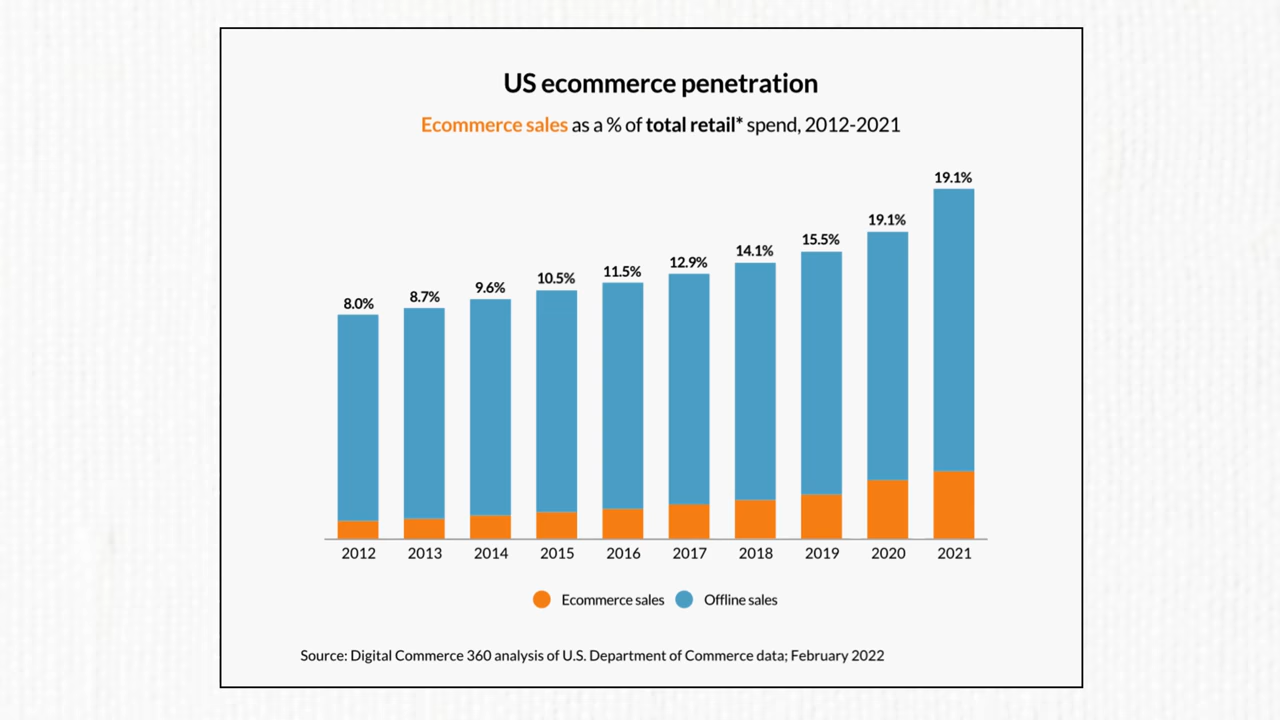 US ecommerce penetration
Ecommerce sales as a % of total retail* spend, 2012-2021
8.0% 8.7% 9.6% 10.5% 11.5% 12.9% 14.1% 15.5% 19.1% 19.1%
2012 2013 2014 2015 2016 2017 2018 2019 2020 2021
Ecommerce sales Offline sales
Source: Digital Commerce 360 analysis of U.S. Department of Commerce data; February 2022